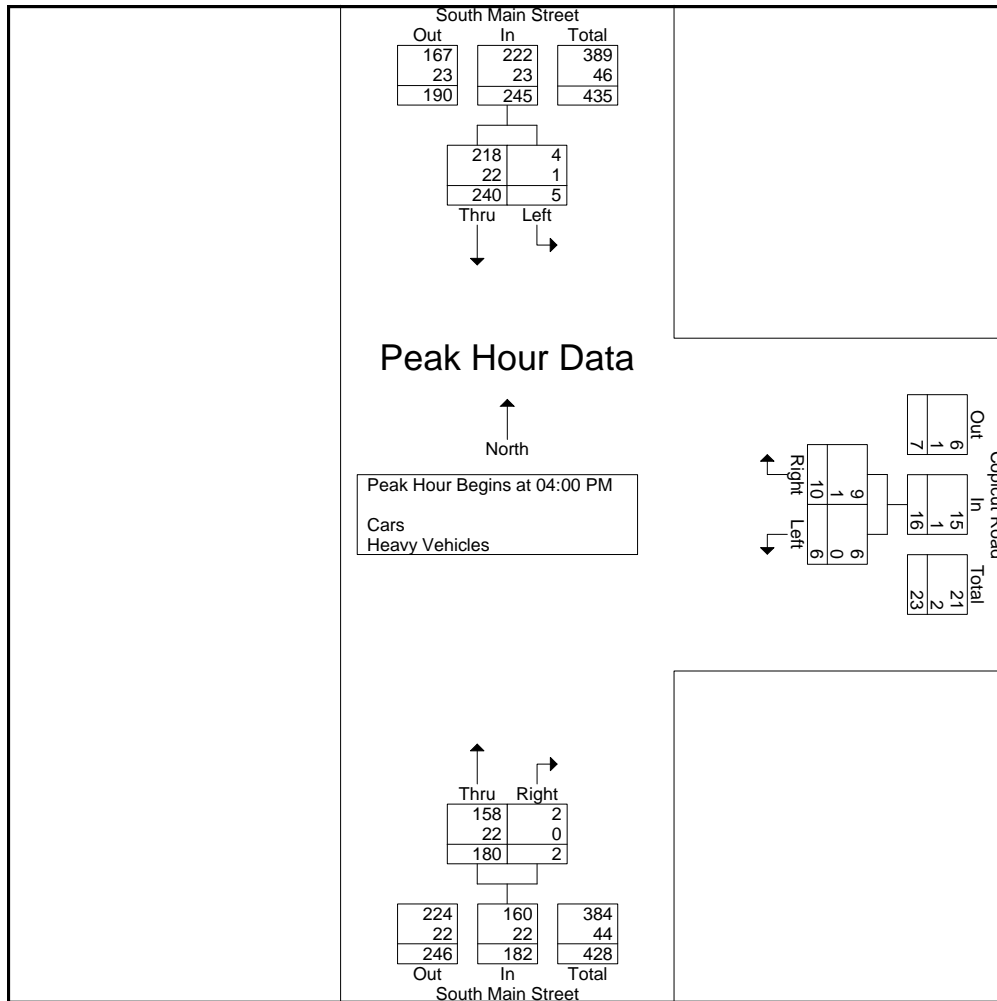 South Main Street
Out In Total
167 222 389
23 23 46
190 245 435
218 4
22 1
240 5
Thru Left
Peak Hour Data
North
Peak Hour Begins at 04:00 PM
Cars
Heavy Vehicles
Right Left
9 6
1 0
10 6
Out In Total
6 15 21
1 1 2
7 16 23
Thru Right
158 2
22 0
180 2
224 160 384
22 22 44
246 182 428
Out In Total
South Main Street